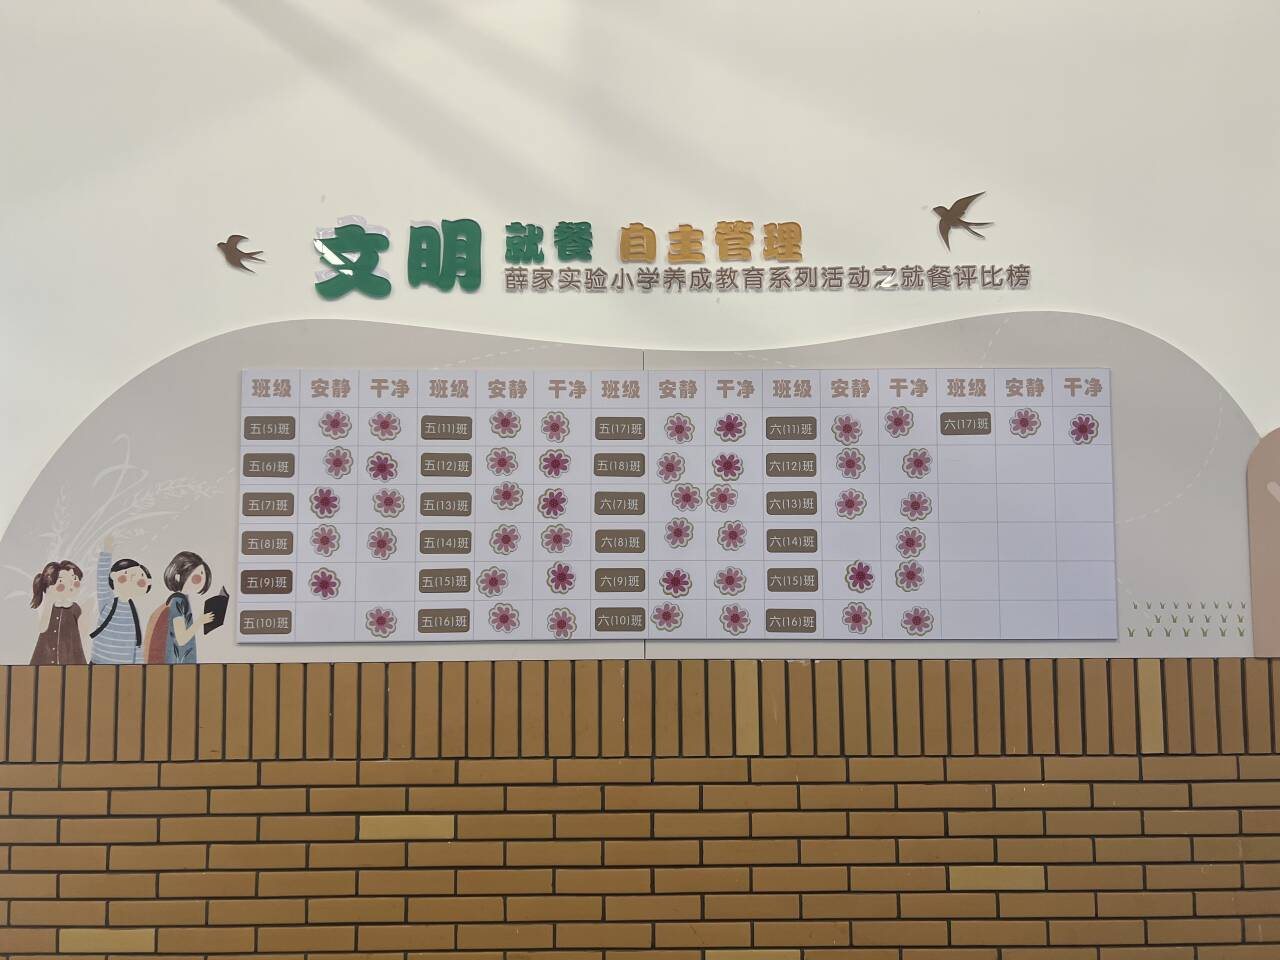 文明 就餐 自主管理
薛家实验小学养成教育系列活动之就餐评比榜
班级 安静 干净 班级 安静 干净 班级 安静 干净 班级 安静 干净 班级 安静 干净
五(5)班 五(11)班 五(17)班 六(11)班 六(17)班
五(6)班 五(12)班 五(18)班 六(12)班
五(7)班 五(13)班 六(7)班 六(13)班
五(8)班 五(14)班 六(8)班 六(14)班
五(9)班 五(15)班 六(9)班 六(15)班
五(10)班 五(16)班 六(10)班 六(16)班